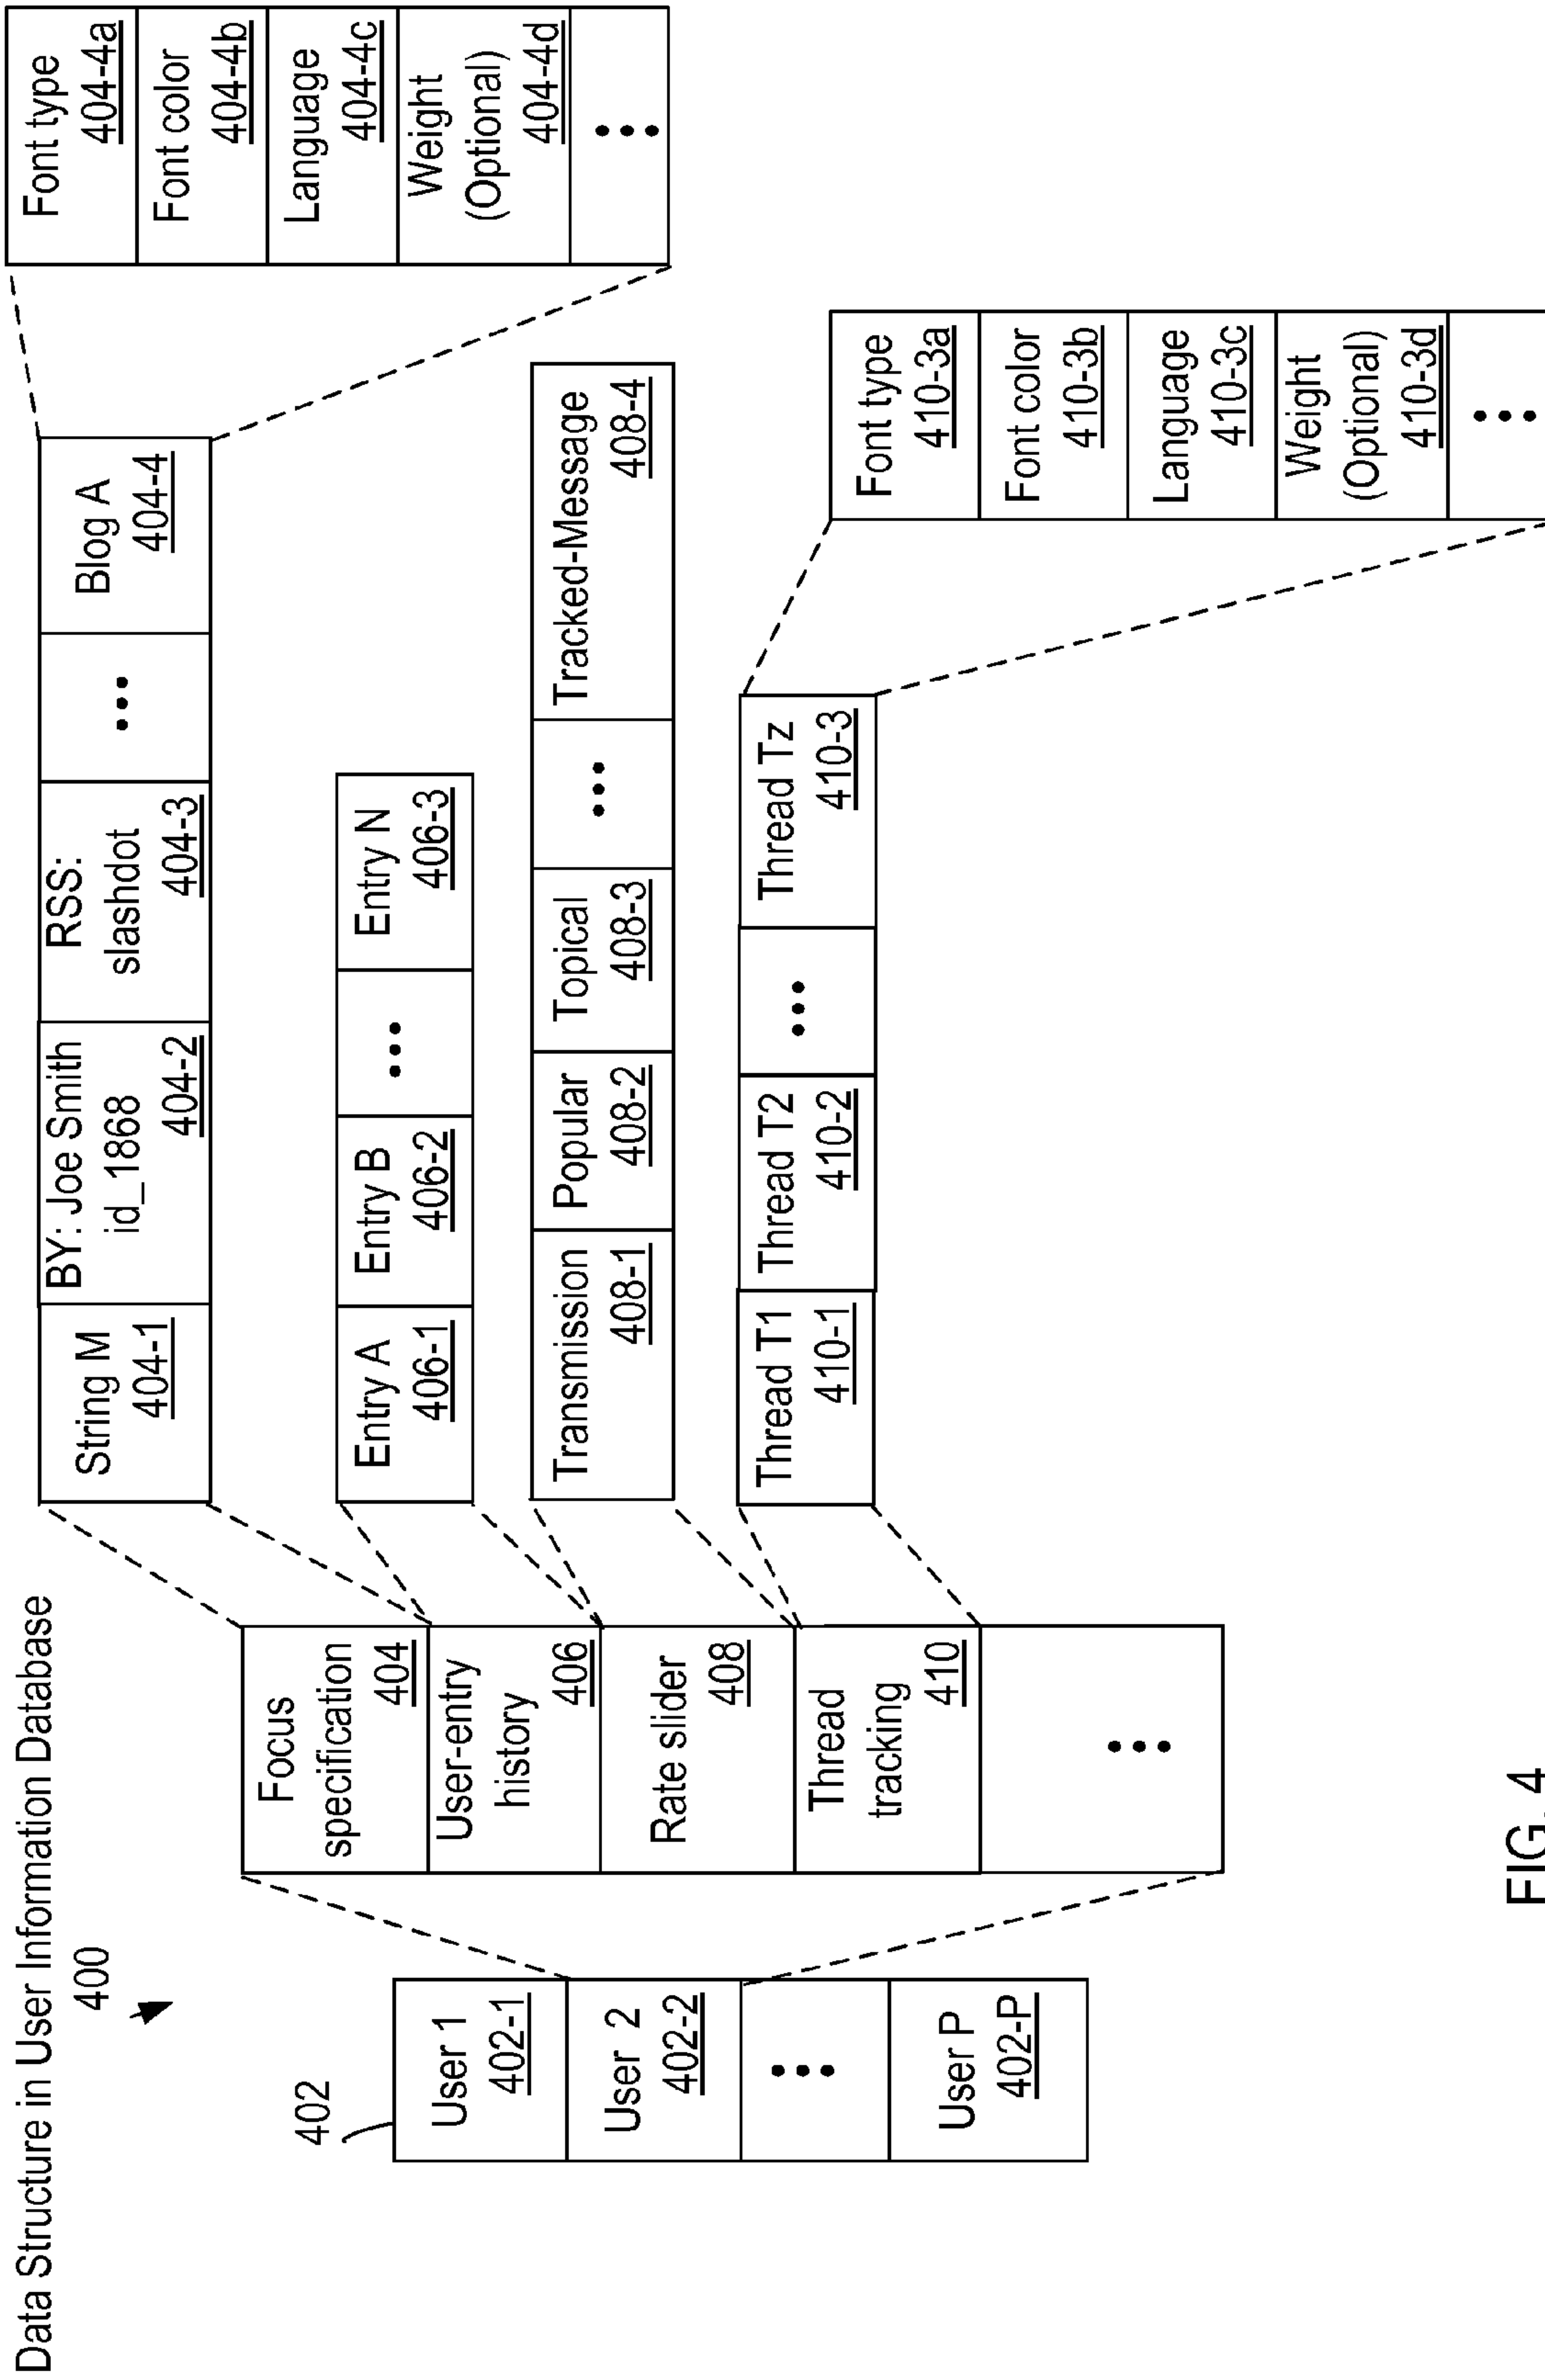 Data Structure in User Information Database
400
402
User 1
402-1
User 2
402-2
User P
402-P
Focus
specification
404
User-entry
history
406
Rate slider
408
Thread
tracking
410
String M
404-1
BY: Joe Smith
id_1868
404-2
RSS:
slashdot
404-3
Blog A
404-4
Font type
404-4a
Font color
404-4b
Language
404-4c
Weight
(Optional)
404-4d
Entry A
406-1
Entry B
406-2
Entry N
406-3
Transmission
408-1
Popular
408-2
Topical
408-3
Tracked-Message
408-4
Thread T1
410-1
Thread T2
410-2
Thread Tz
410-3
Font type
410-3a
Font color
410-3b
Language
410-3c
Weight
(Optional)
410-3d
FIG. 4